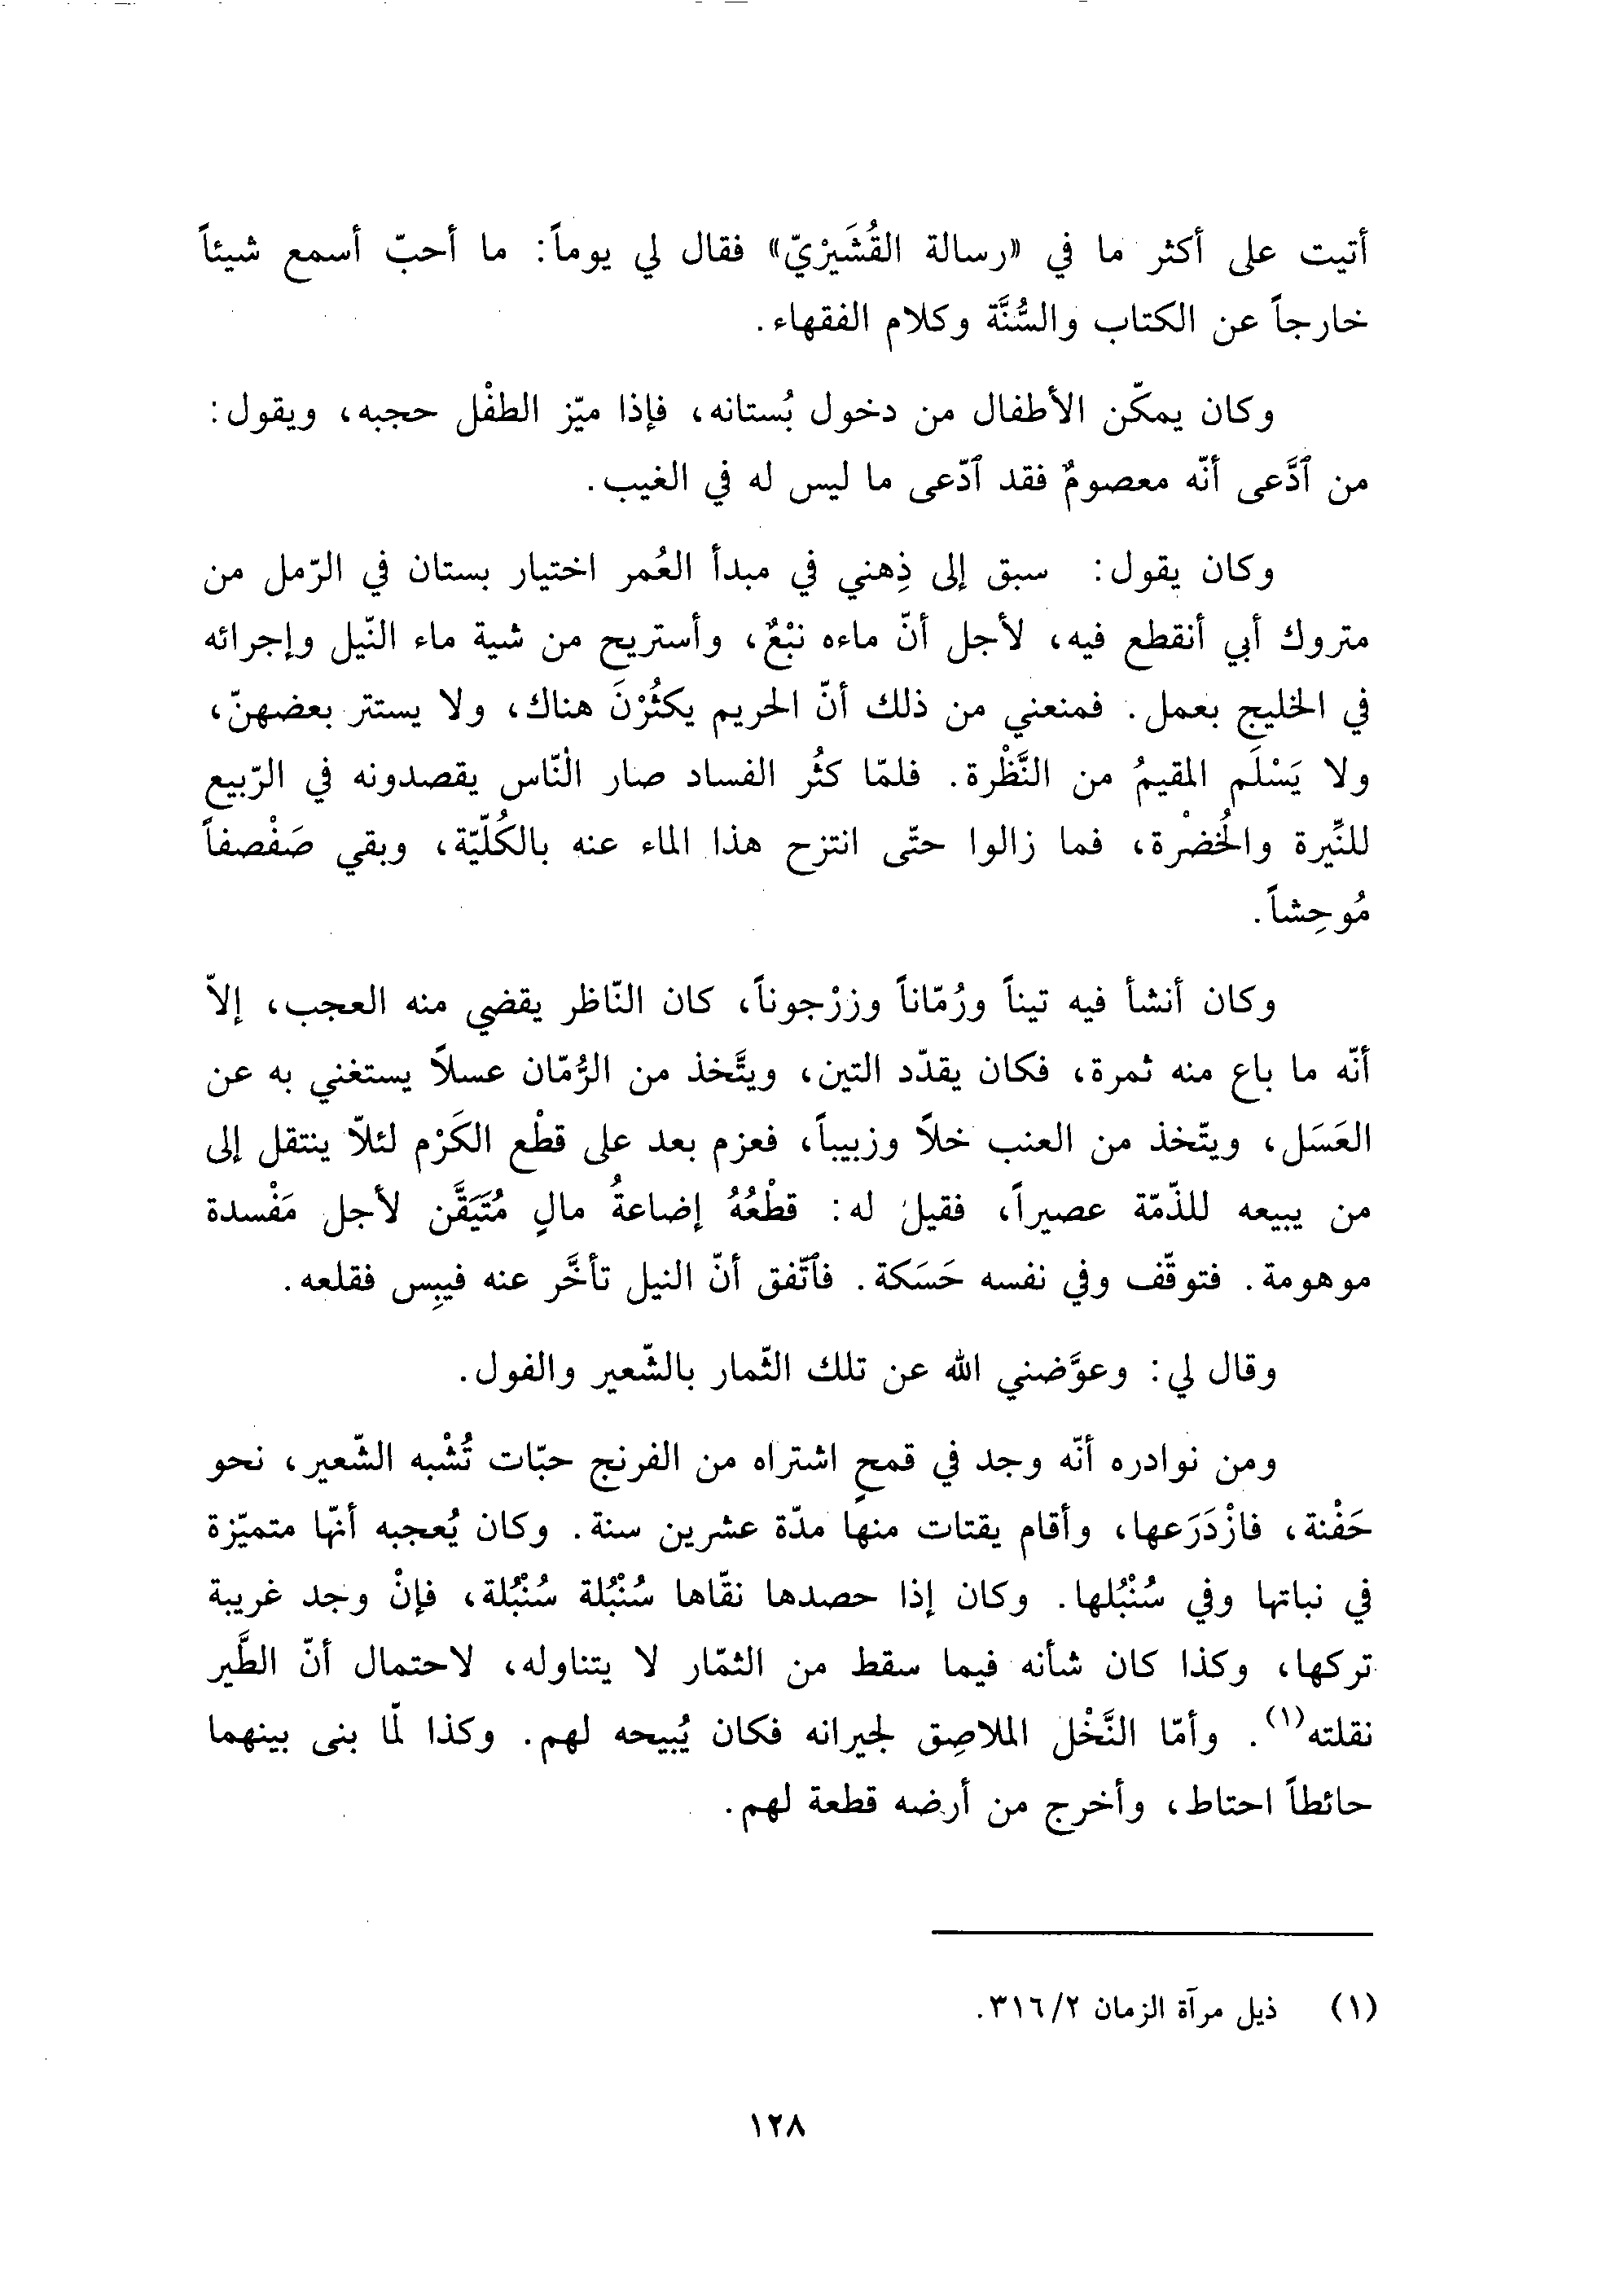 أتيت على أكثر ما في «رسالة القُشَيْريّ» فقال لي يوماً: ما أحبّ أسمع شيئاً
خارجاً عن الكتاب والسُّنَّة وكلام الفقهاء.
وكان يمكّن الأطفال من دخول بُستانه، فإذا ميّز الطفْل حجبه، ويقول:
من ٱدَّعى أنّه معصومٌ فقد ٱدّعى ما ليس له في الغيب.
وكان يقول: سبق إلى ذِهني في مبدأ العُمر اختيار بستان في الرّمل من
متروك أبي أنقطع فيه، لأجل أنّ ماءه نبْعٌ، وأستريح من شية ماء النّيل وإجرائه
في الخليج بعمل. فمنعني من ذلك أنّ الحريم يكثُرْنَ هناك، ولا يستتر بعضهنّ،
ولا يَسْلَم المقيمُ من النَّظْرة. فلمّا كثُر الفساد صار النّاس يقصدونه في الرّبيع
للنِّيرة والخُضْرة، فما زالوا حتّى انتزح هذا الماء عنه بالكُلّيّة، وبقي صَفْصفاً
مُوحِشاً.
وكان أنشأ فيه تيناً ورُمّاناً وزرْجوناً، كان النّاظر يقضي منه العجب، إلاّ
أنّه ما باع منه ثمرة، فكان يقدّد التين، ويتَّخذ من الرُّمّان عسلاً يستغني به عن
العَسَل، ويتّخذ من العنب خلاً وزبيباً، فعزم بعد على قطْع الكَرْم لئلاّ ينتقل إلى
من يبيعه للذّمّة عصيراً، فقيل له: قطْعُهُ إضاعةُ مالٍ مُتَيَقَّن لأجل مَفْسدة
موهومة. فتوقّف وفي نفسه حَسَكة. فٱتّفق أنّ النيل تأخَّر عنه فيبِس فقلعه.
وقال لي: وعوَّضني الله عن تلك الثّمار بالشّعير والفول.
ومن نوادره أنّه وجد في قمحٍ اشتراه من الفرنج حبّات تُشْبه الشّعير، نحو
حَفْنة، فازْدَرَعها، وأقام يقتات منها مدّة عشرين سنة. وكان يُعجبه أنّها متميّزة
في نباتها وفي سُنْبُلها. وكان إذا حصدها نقّاها سُنْبُلة سُنْبُلة، فإنْ وجد غريبة
تركها، وكذا كان شأنه فيما سقط من الثمّار لا يتناوله، لاحتمال أنّ الطَّير
نقلته(١). وأمّا النَّخْل الملاصِق لجيرانه فكان يُبيحه لهم. وكذا لمّا بنى بينهما
حائطاً احتاط، وأخرج من أرضه قطعة لهم.
(١) ذيل مرآة الزمان ٣١٦/٢.
١٢٨